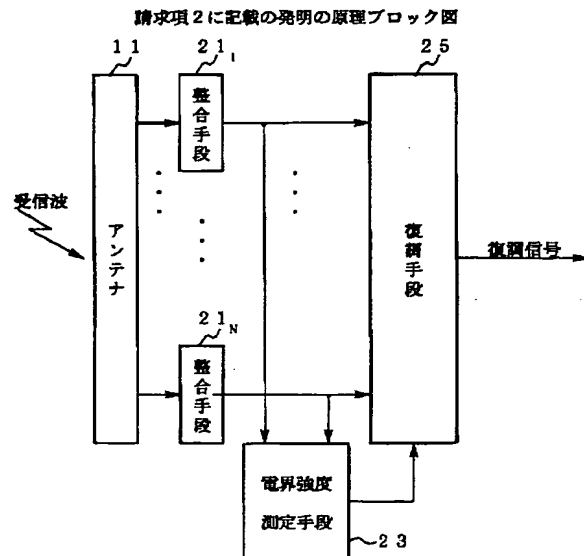 請求項2に記載の発明の原理ブロック図
11
21₁
25
整合手段
受信波
アンテナ
復調手段
復調信号
21_N
整合手段
電界強度
測定手段
23